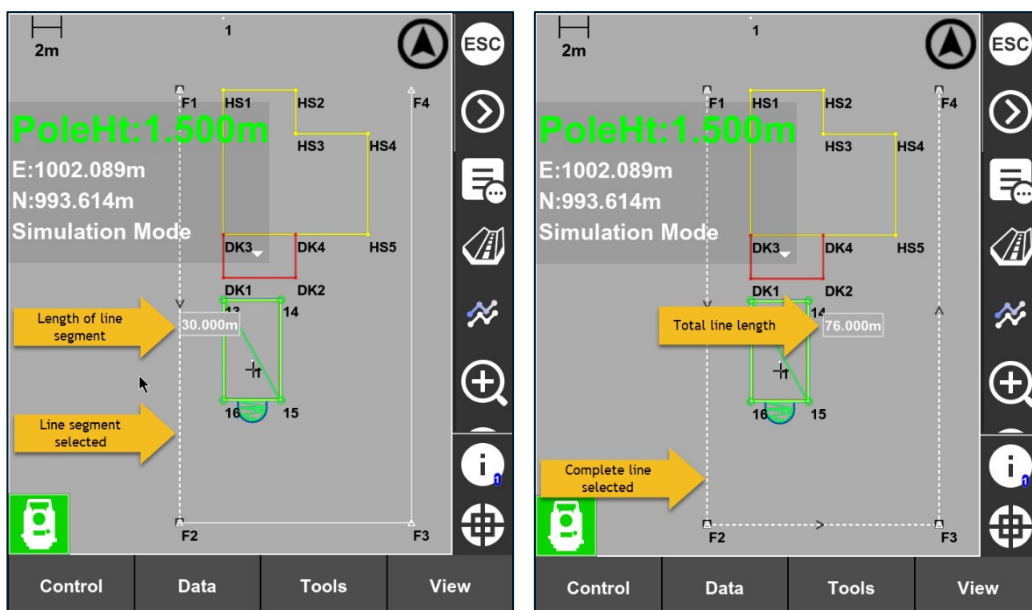 2m
1
ESC
F1
HS1
HS2
F4
PoleHt:1.500m
HS3
HS4
E:1002.089m
N:993.614m
Simulation Mode
DK3
DK4
HS5
DK1
DK2
13
14
Length of line
segment
30.000m
16
15
Line segment
selected
i
1
F2
F3
Control
Data
Tools
View
2m
1
ESC
F1
HS1
HS2
F4
PoleHt:1.500m
HS3
HS4
E:1002.089m
N:993.614m
Simulation Mode
DK3
DK4
HS5
DK1
DK2
14
Total line length
76.000m
16
15
Complete line
selected
i
1
F2
F3
Control
Data
Tools
View